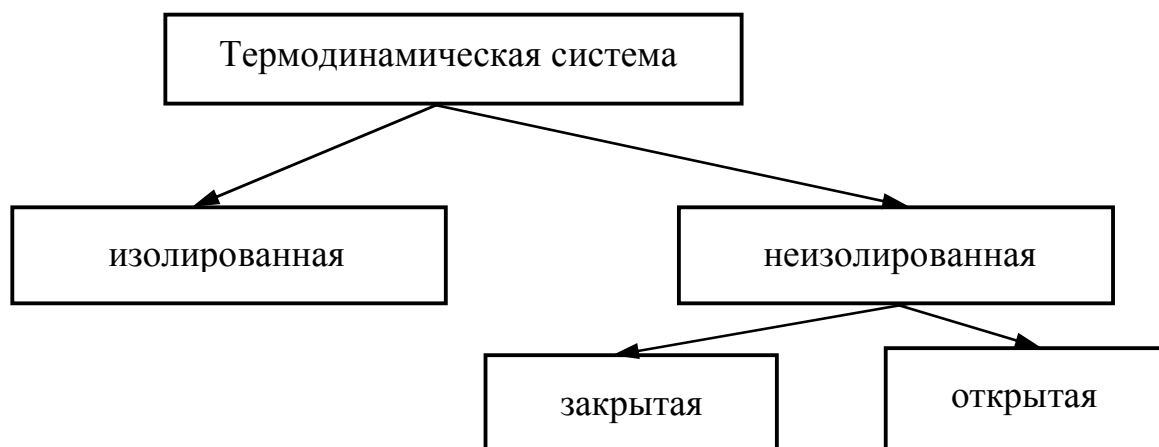 Термодинамическая система
изолированная
неизолированная
закрытая
открытая